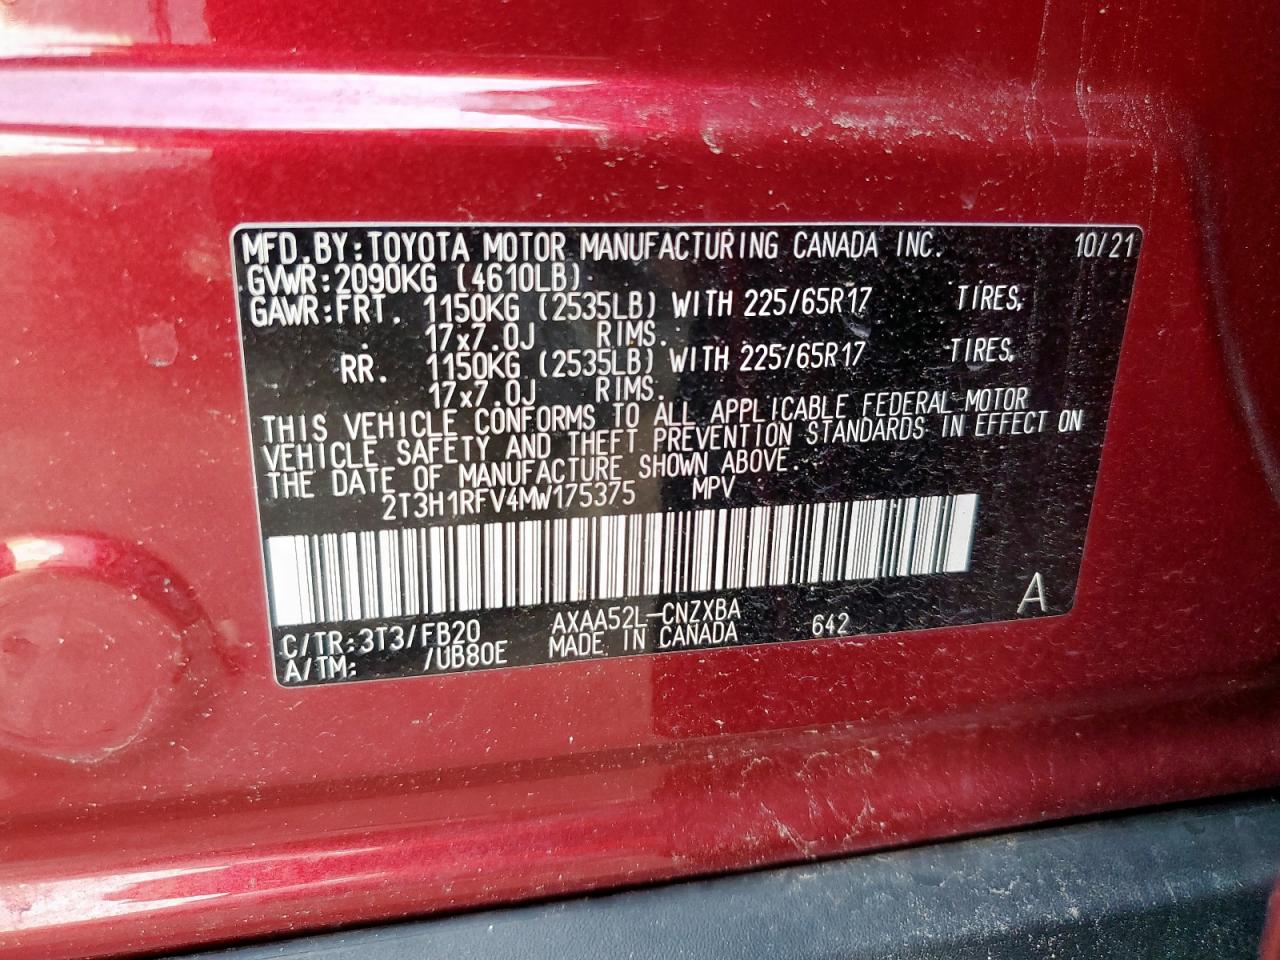 MFD.BY:TOYOTA MOTOR MANUFACTURING CANADA INC. 10/21
GVWR:2090KG (4610LB)
GAWR:FRT. 1150KG (2535LB) WITH 225/65R17 TIRES,
17x7.0J RIMS.
RR. 1150KG (2535LB) WITH 225/65R17 TIRES,
17x7.0J RIMS.
THIS VEHICLE CONFORMS TO ALL APPLICABLE FEDERAL MOTOR
VEHICLE SAFETY AND THEFT PREVENTION STANDARDS IN EFFECT ON
THE DATE OF MANUFACTURE SHOWN ABOVE.
2T3H1RFV4MW175375 MPV
C/TR:3T3/FB20 AXAA52L-CNZXBA 642 A
A/TM: /UB80E MADE IN CANADA